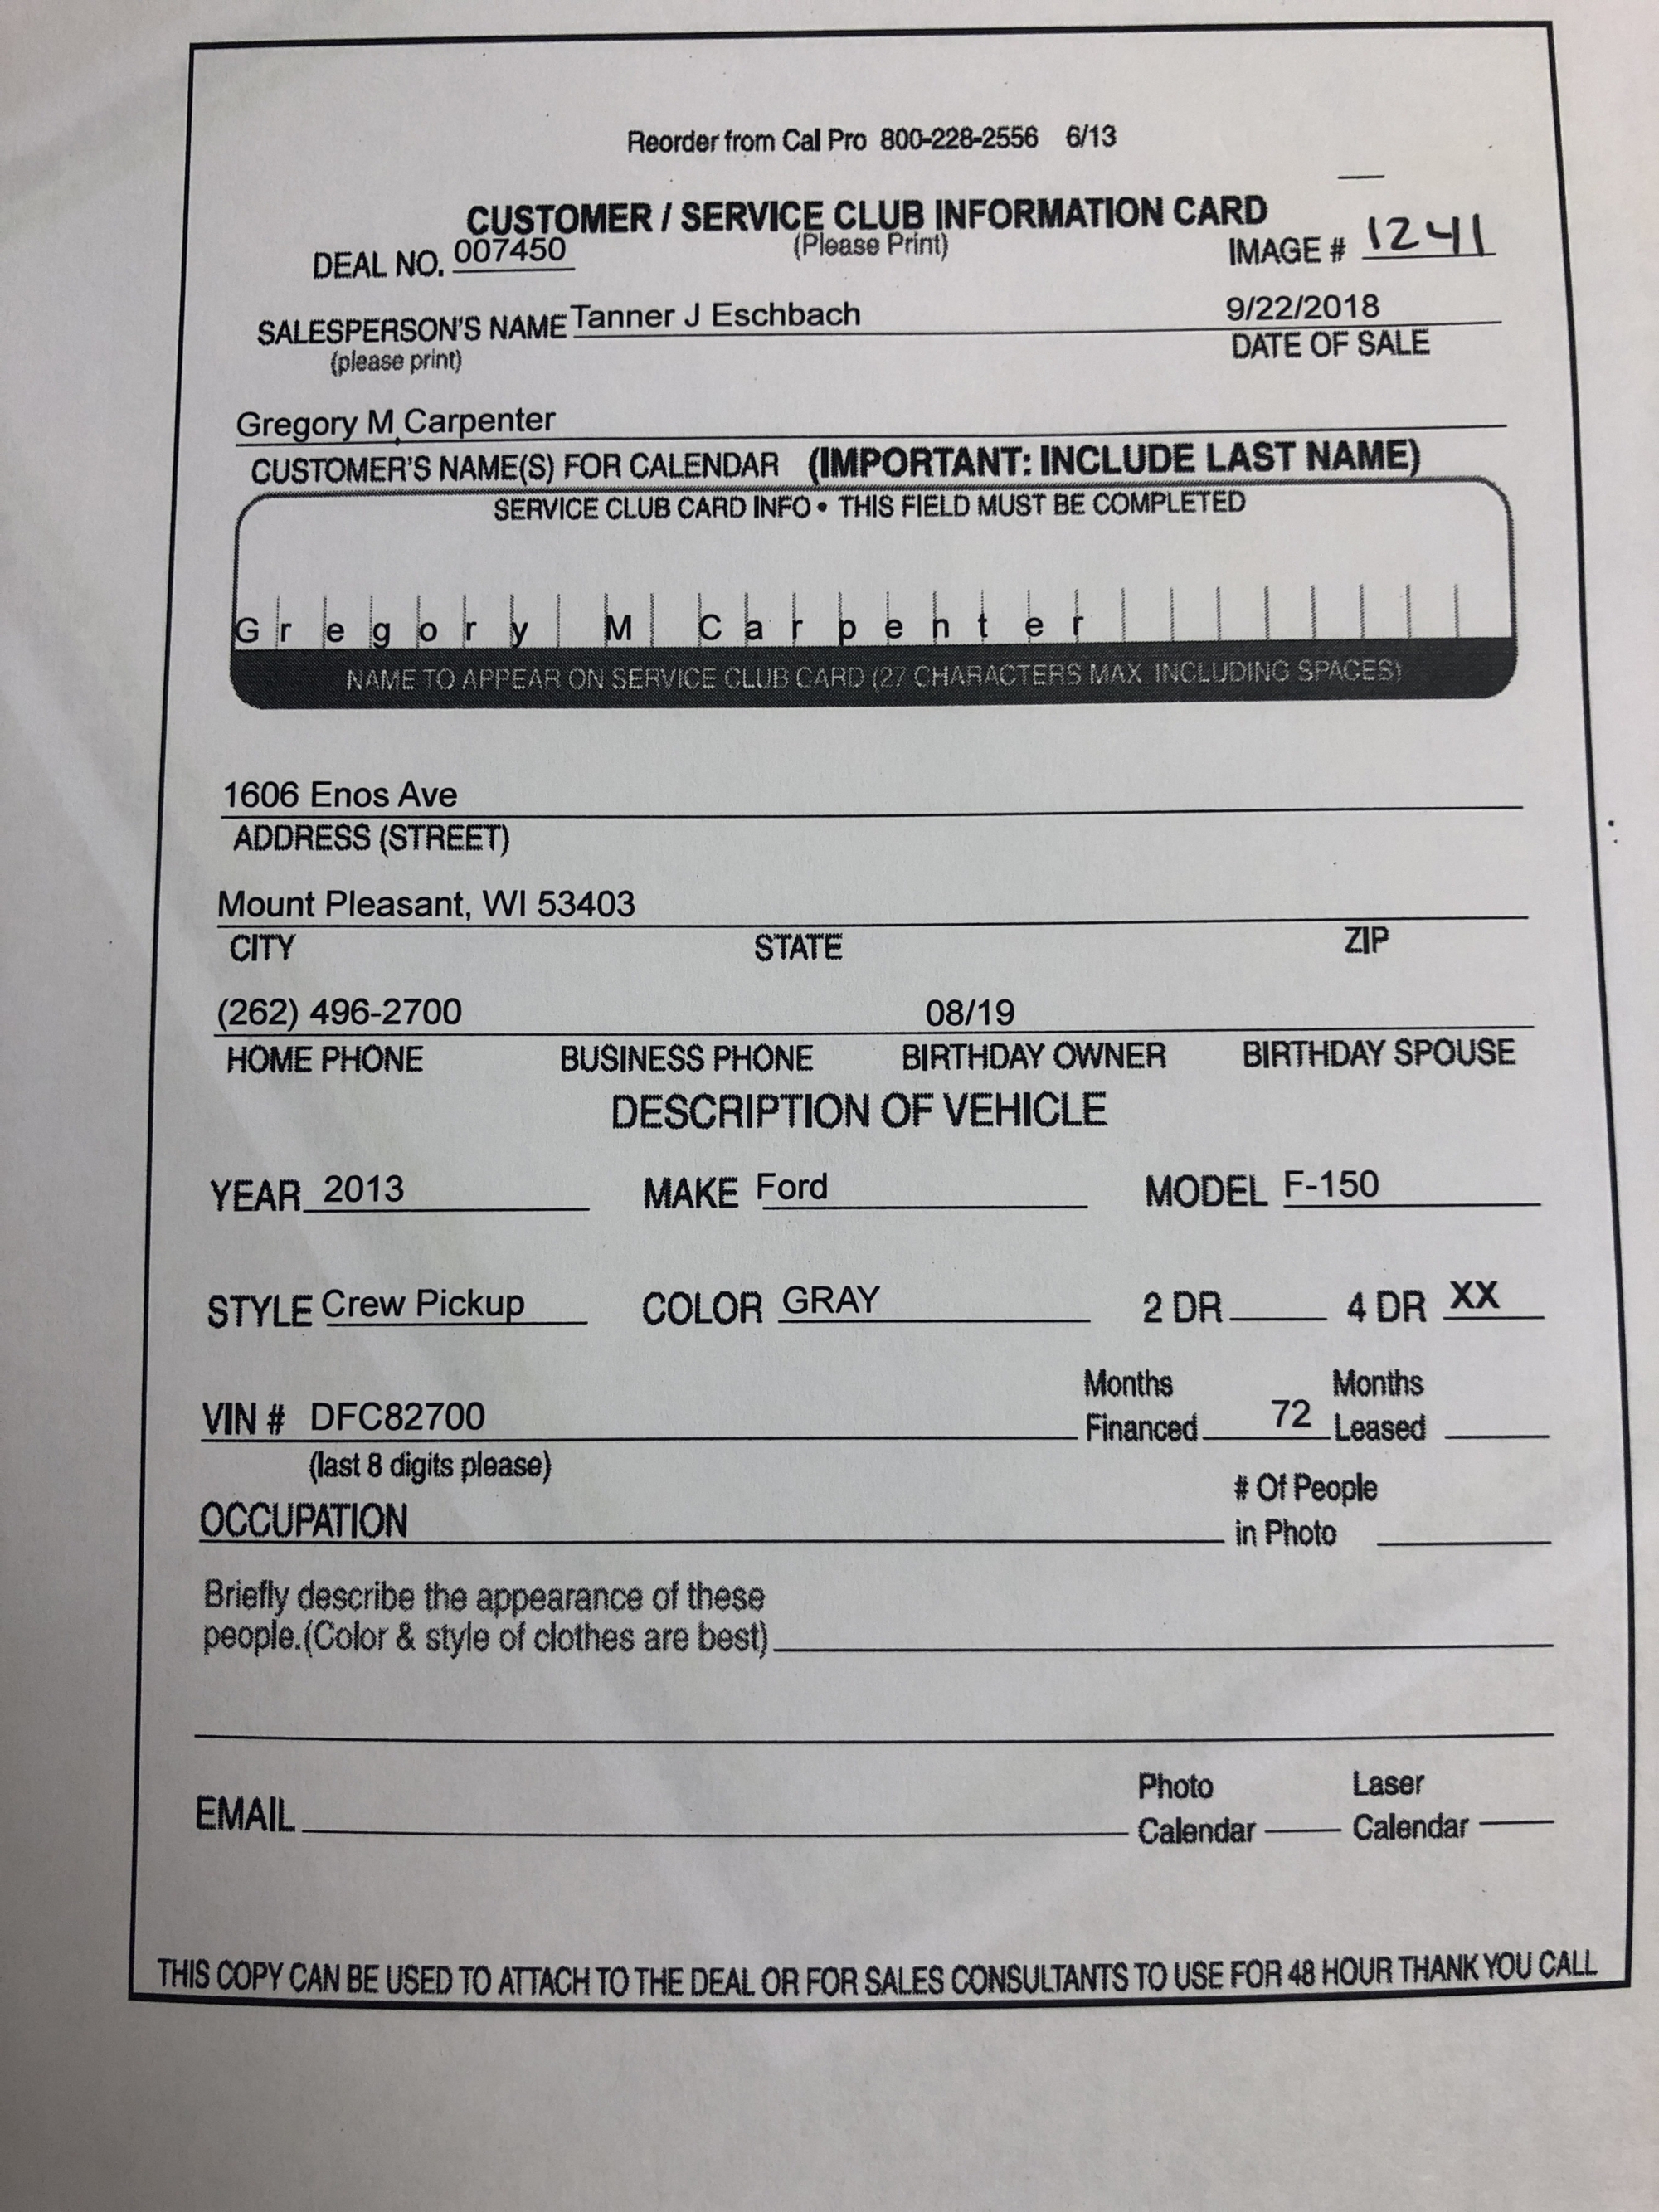 Reorder from Cal Pro 800-228-2556 6/13
CUSTOMER / SERVICE CLUB INFORMATION CARD
DEAL NO. 007450 (Please Print) IMAGE # 1241
SALESPERSON'S NAME Tanner J Eschbach 9/22/2018
(please print) DATE OF SALE
Gregory M Carpenter
CUSTOMER'S NAME(S) FOR CALENDAR (IMPORTANT: INCLUDE LAST NAME)
SERVICE CLUB CARD INFO • THIS FIELD MUST BE COMPLETED
Gregory M Carpenter
NAME TO APPEAR ON SERVICE CLUB CARD (27 CHARACTERS MAX INCLUDING SPACES)
1606 Enos Ave
ADDRESS (STREET)
Mount Pleasant, WI 53403
CITY STATE ZIP
(262) 496-2700 08/19
HOME PHONE BUSINESS PHONE BIRTHDAY OWNER BIRTHDAY SPOUSE
DESCRIPTION OF VEHICLE
YEAR 2013 MAKE Ford MODEL F-150
STYLE Crew Pickup COLOR GRAY 2 DR 4 DR XX
Months Months
VIN # DFC82700 Financed 72 Leased
(last 8 digits please)
# Of People
OCCUPATION in Photo
Briefly describe the appearance of these
people.(Color & style of clothes are best)
Photo Laser
EMAIL Calendar Calendar
THIS COPY CAN BE USED TO ATTACH TO THE DEAL OR FOR SALES CONSULTANTS TO USE FOR 48 HOUR THANK YOU CALL